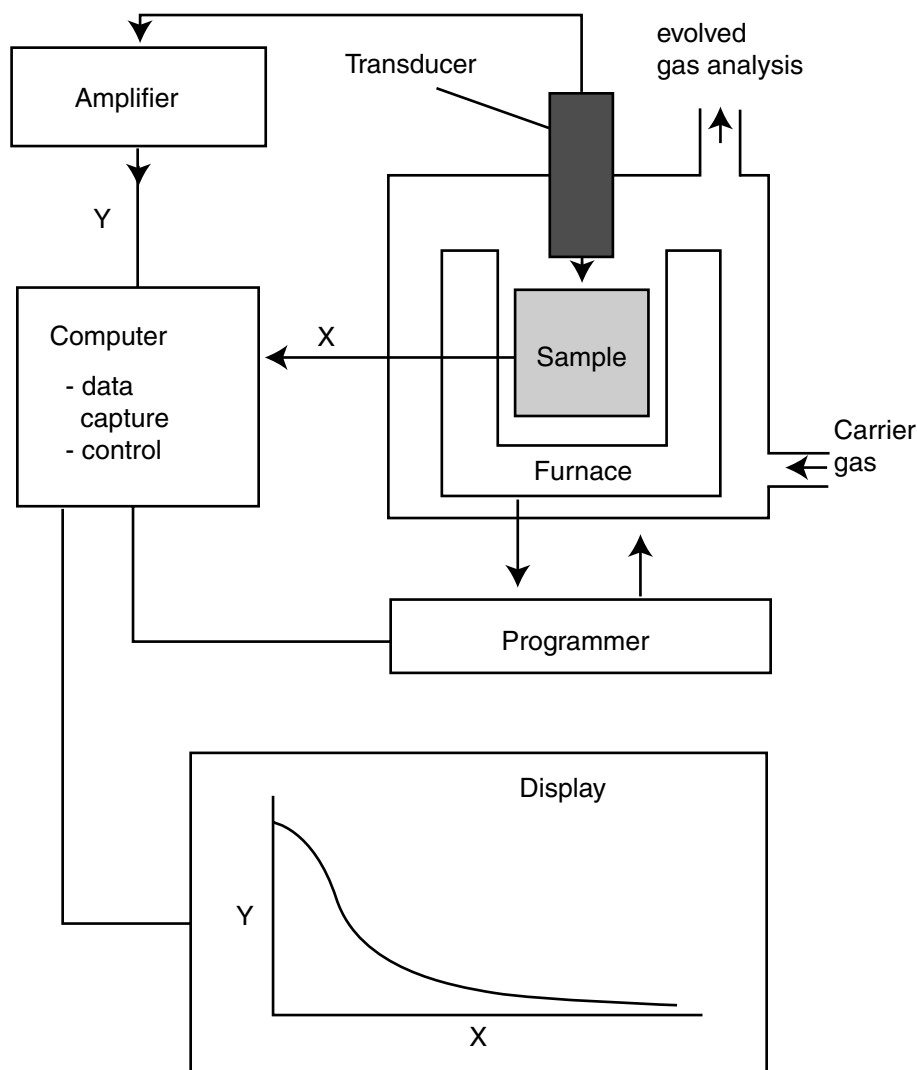 evolved
gas analysis
Transducer
Amplifier
Y
Computer
- data
capture
- control
X
Sample
Furnace
Carrier
gas
Programmer
Display
Y
X